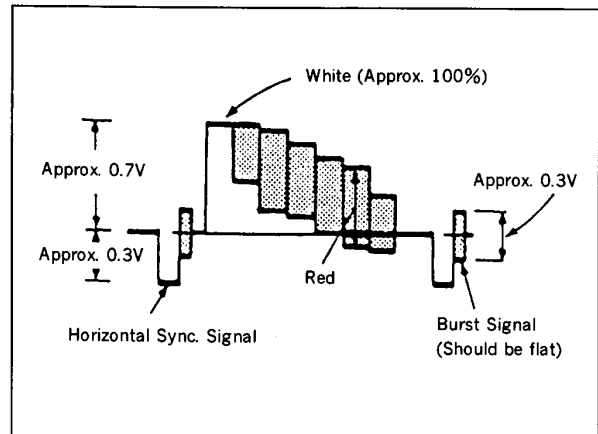 White (Approx. 100%)
Approx. 0.7V
Approx. 0.3V
Approx. 0.3V
Red
Horizontal Sync. Signal
Burst Signal
(Should be flat)